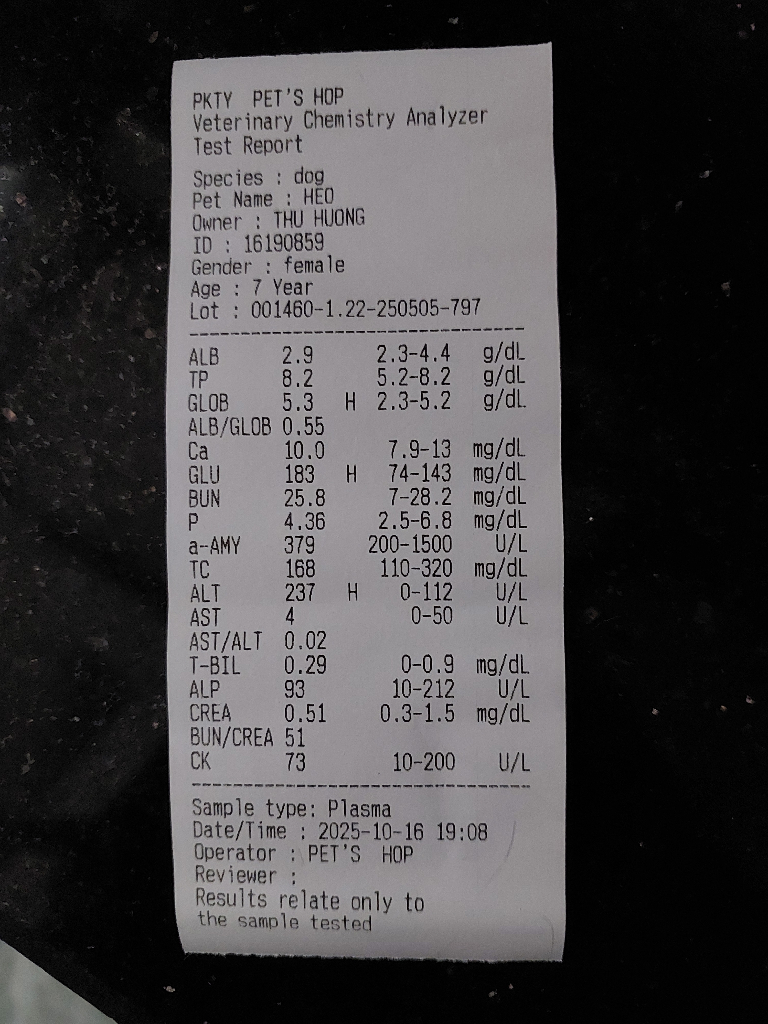 PKTY PET'S HOP
Veterinary Chemistry Analyzer
Test Report
Species : dog
Pet Name : HEO
Owner : THU HUONG
ID : 16190859
Gender : female
Age : 7 Year
Lot : 001460-1.22-250505-797
ALB 2.9 2.3-4.4 g/dL
TP 8.2 5.2-8.2 g/dL
GLOB 5.3 H 2.3-5.2 g/dL
ALB/GLOB 0.55
Ca 10.0 7.9-13 mg/dL
GLU 183 H 74-143 mg/dL
BUN 25.8 7-28.2 mg/dL
P 4.36 2.5-6.8 mg/dL
a-AMY 379 200-1500 U/L
TC 168 110-320 mg/dL
ALT 237 H 0-112 U/L
AST 4 0-50 U/L
AST/ALT 0.02
T-BIL 0.29 0-0.9 mg/dL
ALP 93 10-212 U/L
CREA 0.51 0.3-1.5 mg/dL
BUN/CREA 51
CK 73 10-200 U/L
Sample type: Plasma
Date/Time : 2025-10-16 19:08
Operator : PET'S HOP
Reviewer :
Results relate only to
the sample tested